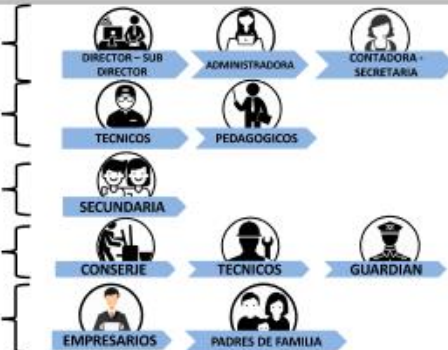 DIRECTOR – SUB
DIRECTOR
ADMINISTRADORA
CONTADORA -
SECRETARIA
TECNICOS
PEDAGOGICOS
SECUNDARIA
CONSERJE
TECNICOS
GUARDIAN
EMPRESARIOS
PADRES DE FAMILIA